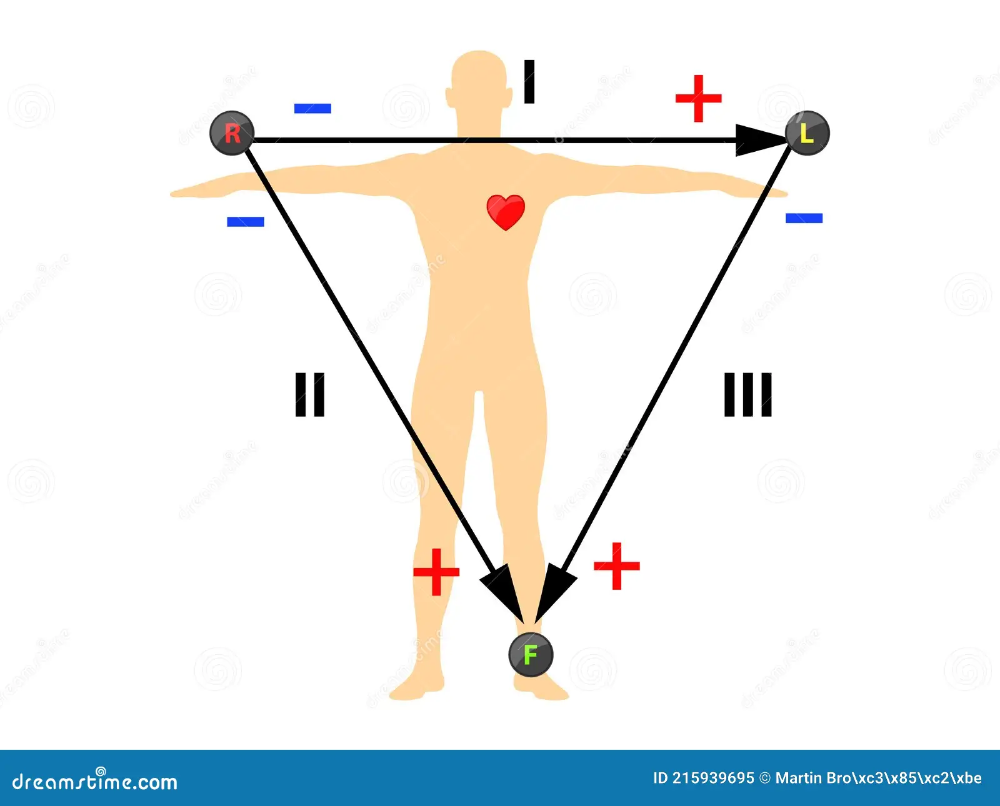 I
− +
R L
− −
II III
+ +
F
dreamstime.com
ID 215939695 © Martin Bro\xc3\x85\xc2\xbe